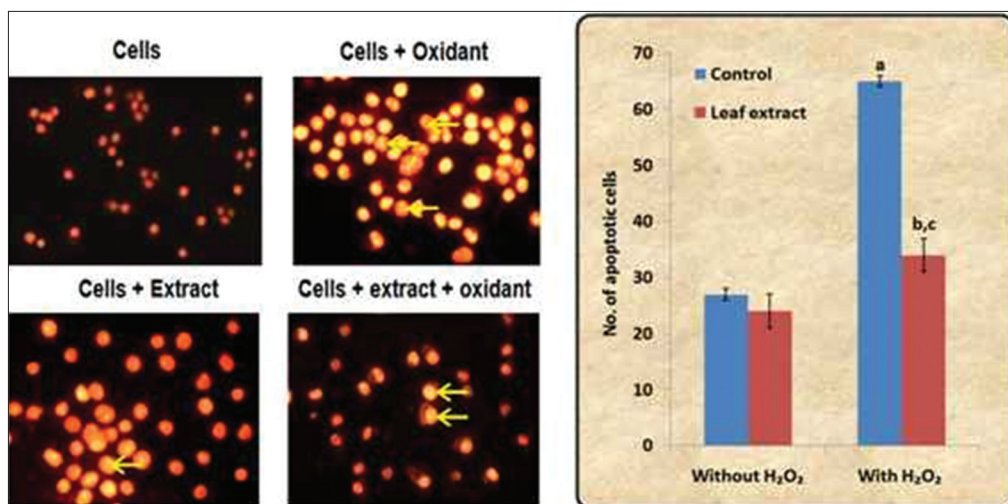 Cells
Cells + Oxidant
Cells + Extract
Cells + extract + oxidant
70
60
50
40
30
20
10
0
No. of apoptotic cells
Control
Leaf extract
a
b,c
Without H₂O₂
With H₂O₂